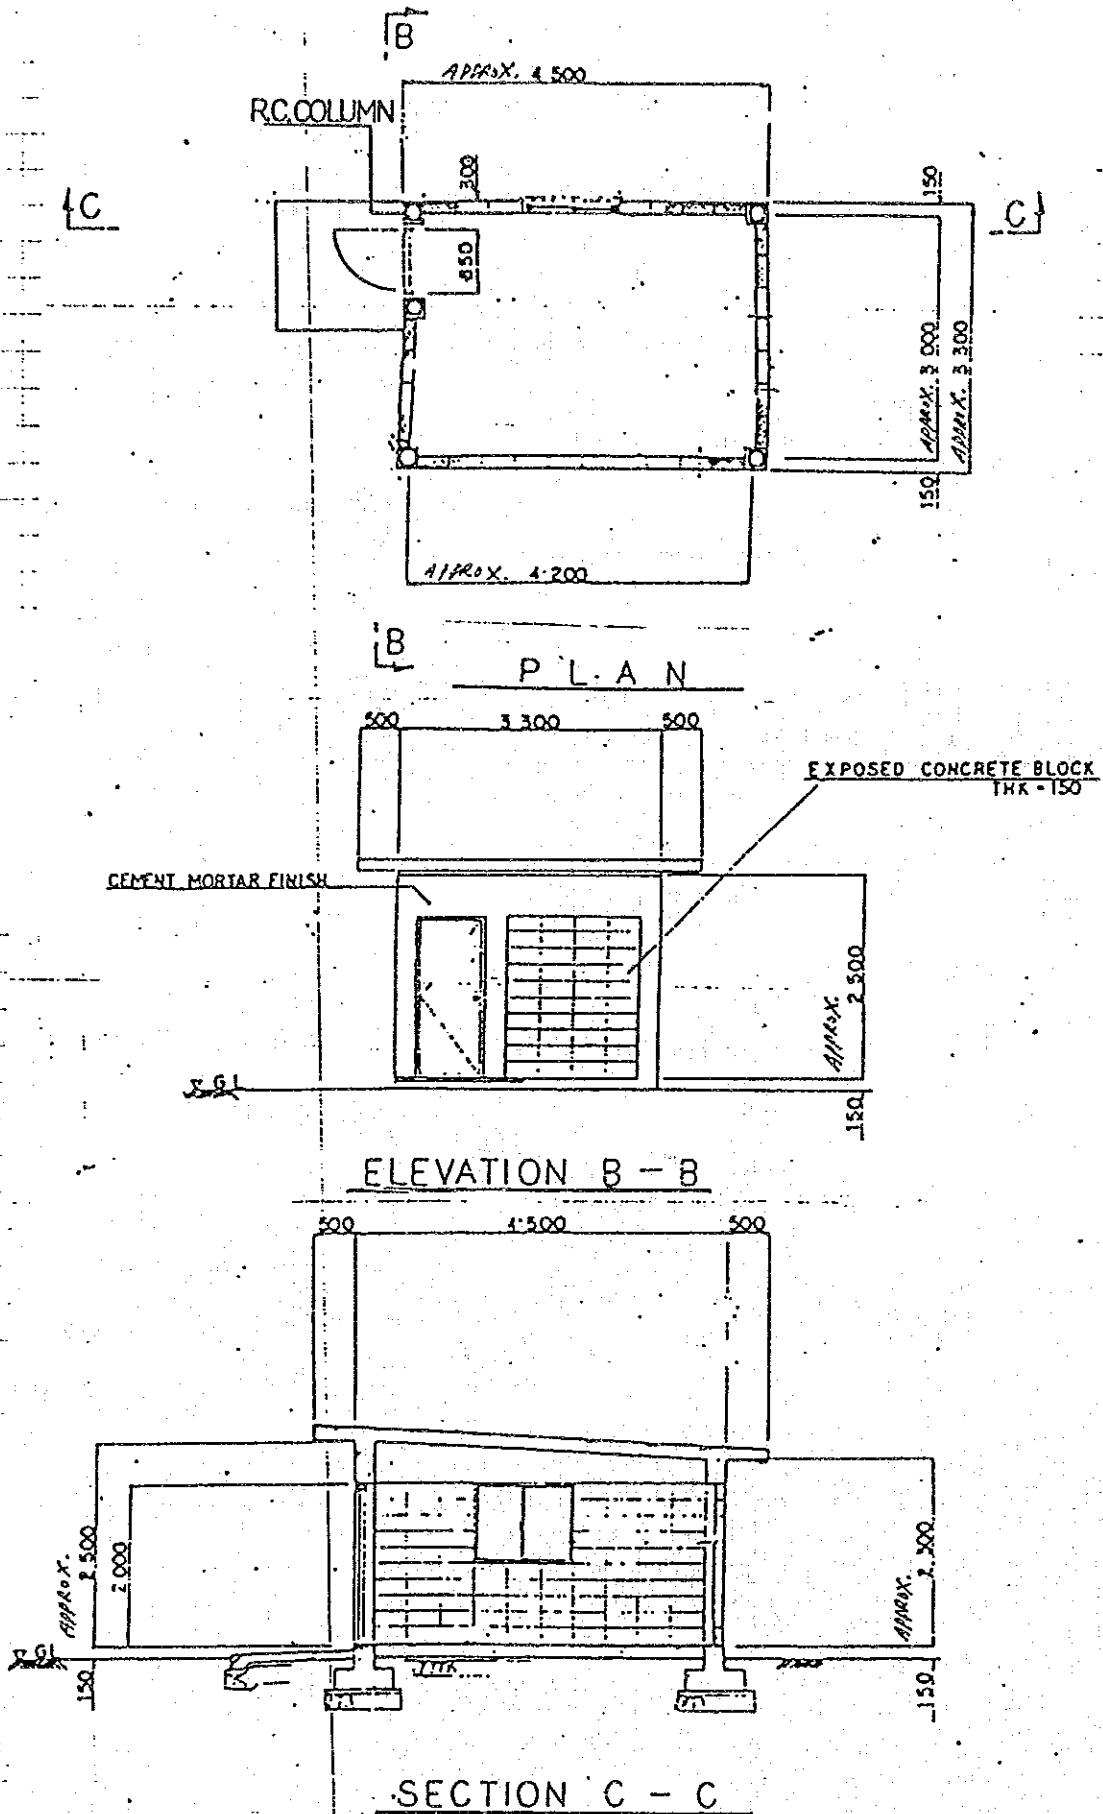 B
APPROX. 4 500
R.C. COLUMN
300
150
C
C
850
APPROX. 3 000
APPROX. 3 300
150
APPROX. 4·200
B
PLAN
500 3 300 500
EXPOSED CONCRETE BLOCK
THK - 150
CEMENT MORTAR FINISH
APPROX. 2 500
GL
150
ELEVATION B - B
500 4·500 500
APPROX. 2 500
2 000
APPROX. 2 300
GL
150
150
SECTION C - C